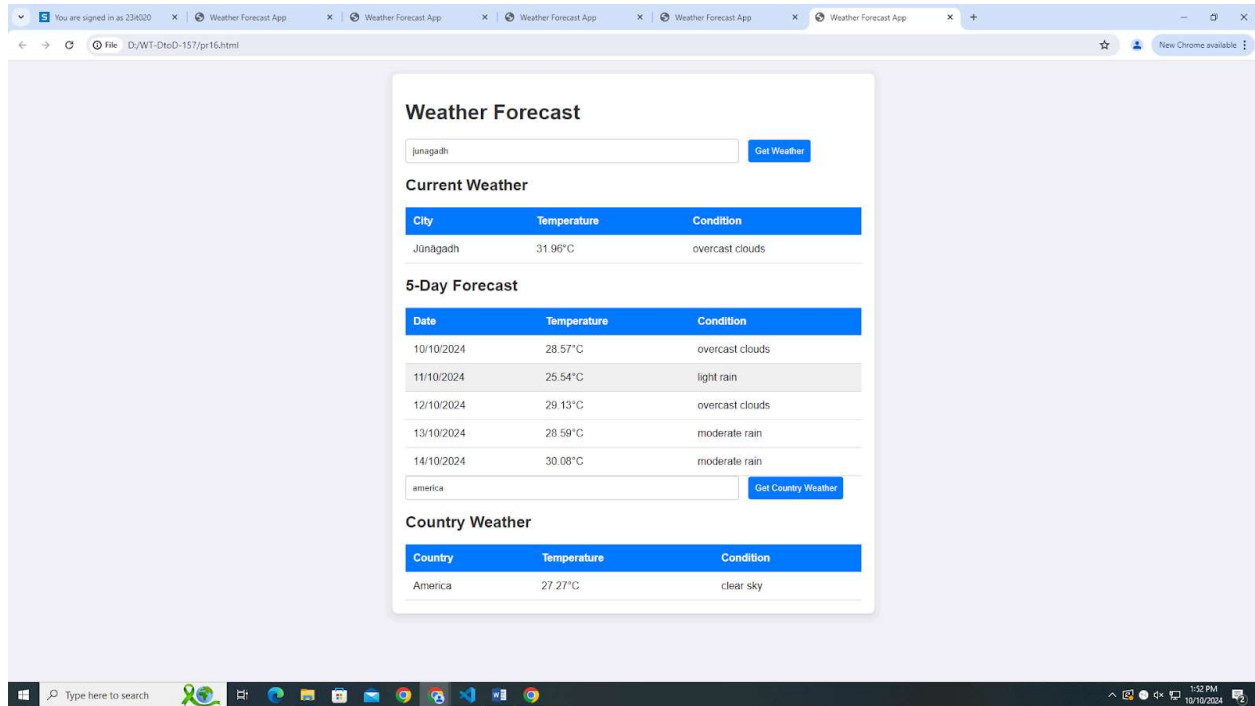 You are signed in as 23it020 Weather Forecast App Weather Forecast App Weather Forecast App Weather Forecast App Weather Forecast App
File D:/WT-DtoD-157/pr16.html New Chrome available
Weather Forecast
junagadh Get Weather
Current Weather
City Temperature Condition
Jūnāgadh 31.96°C overcast clouds
5-Day Forecast
Date Temperature Condition
10/10/2024 28.57°C overcast clouds
11/10/2024 25.54°C light rain
12/10/2024 29.13°C overcast clouds
13/10/2024 28.59°C moderate rain
14/10/2024 30.08°C moderate rain
america Get Country Weather
Country Weather
Country Temperature Condition
America 27.27°C clear sky
Type here to search 1:52 PM
10/10/2024